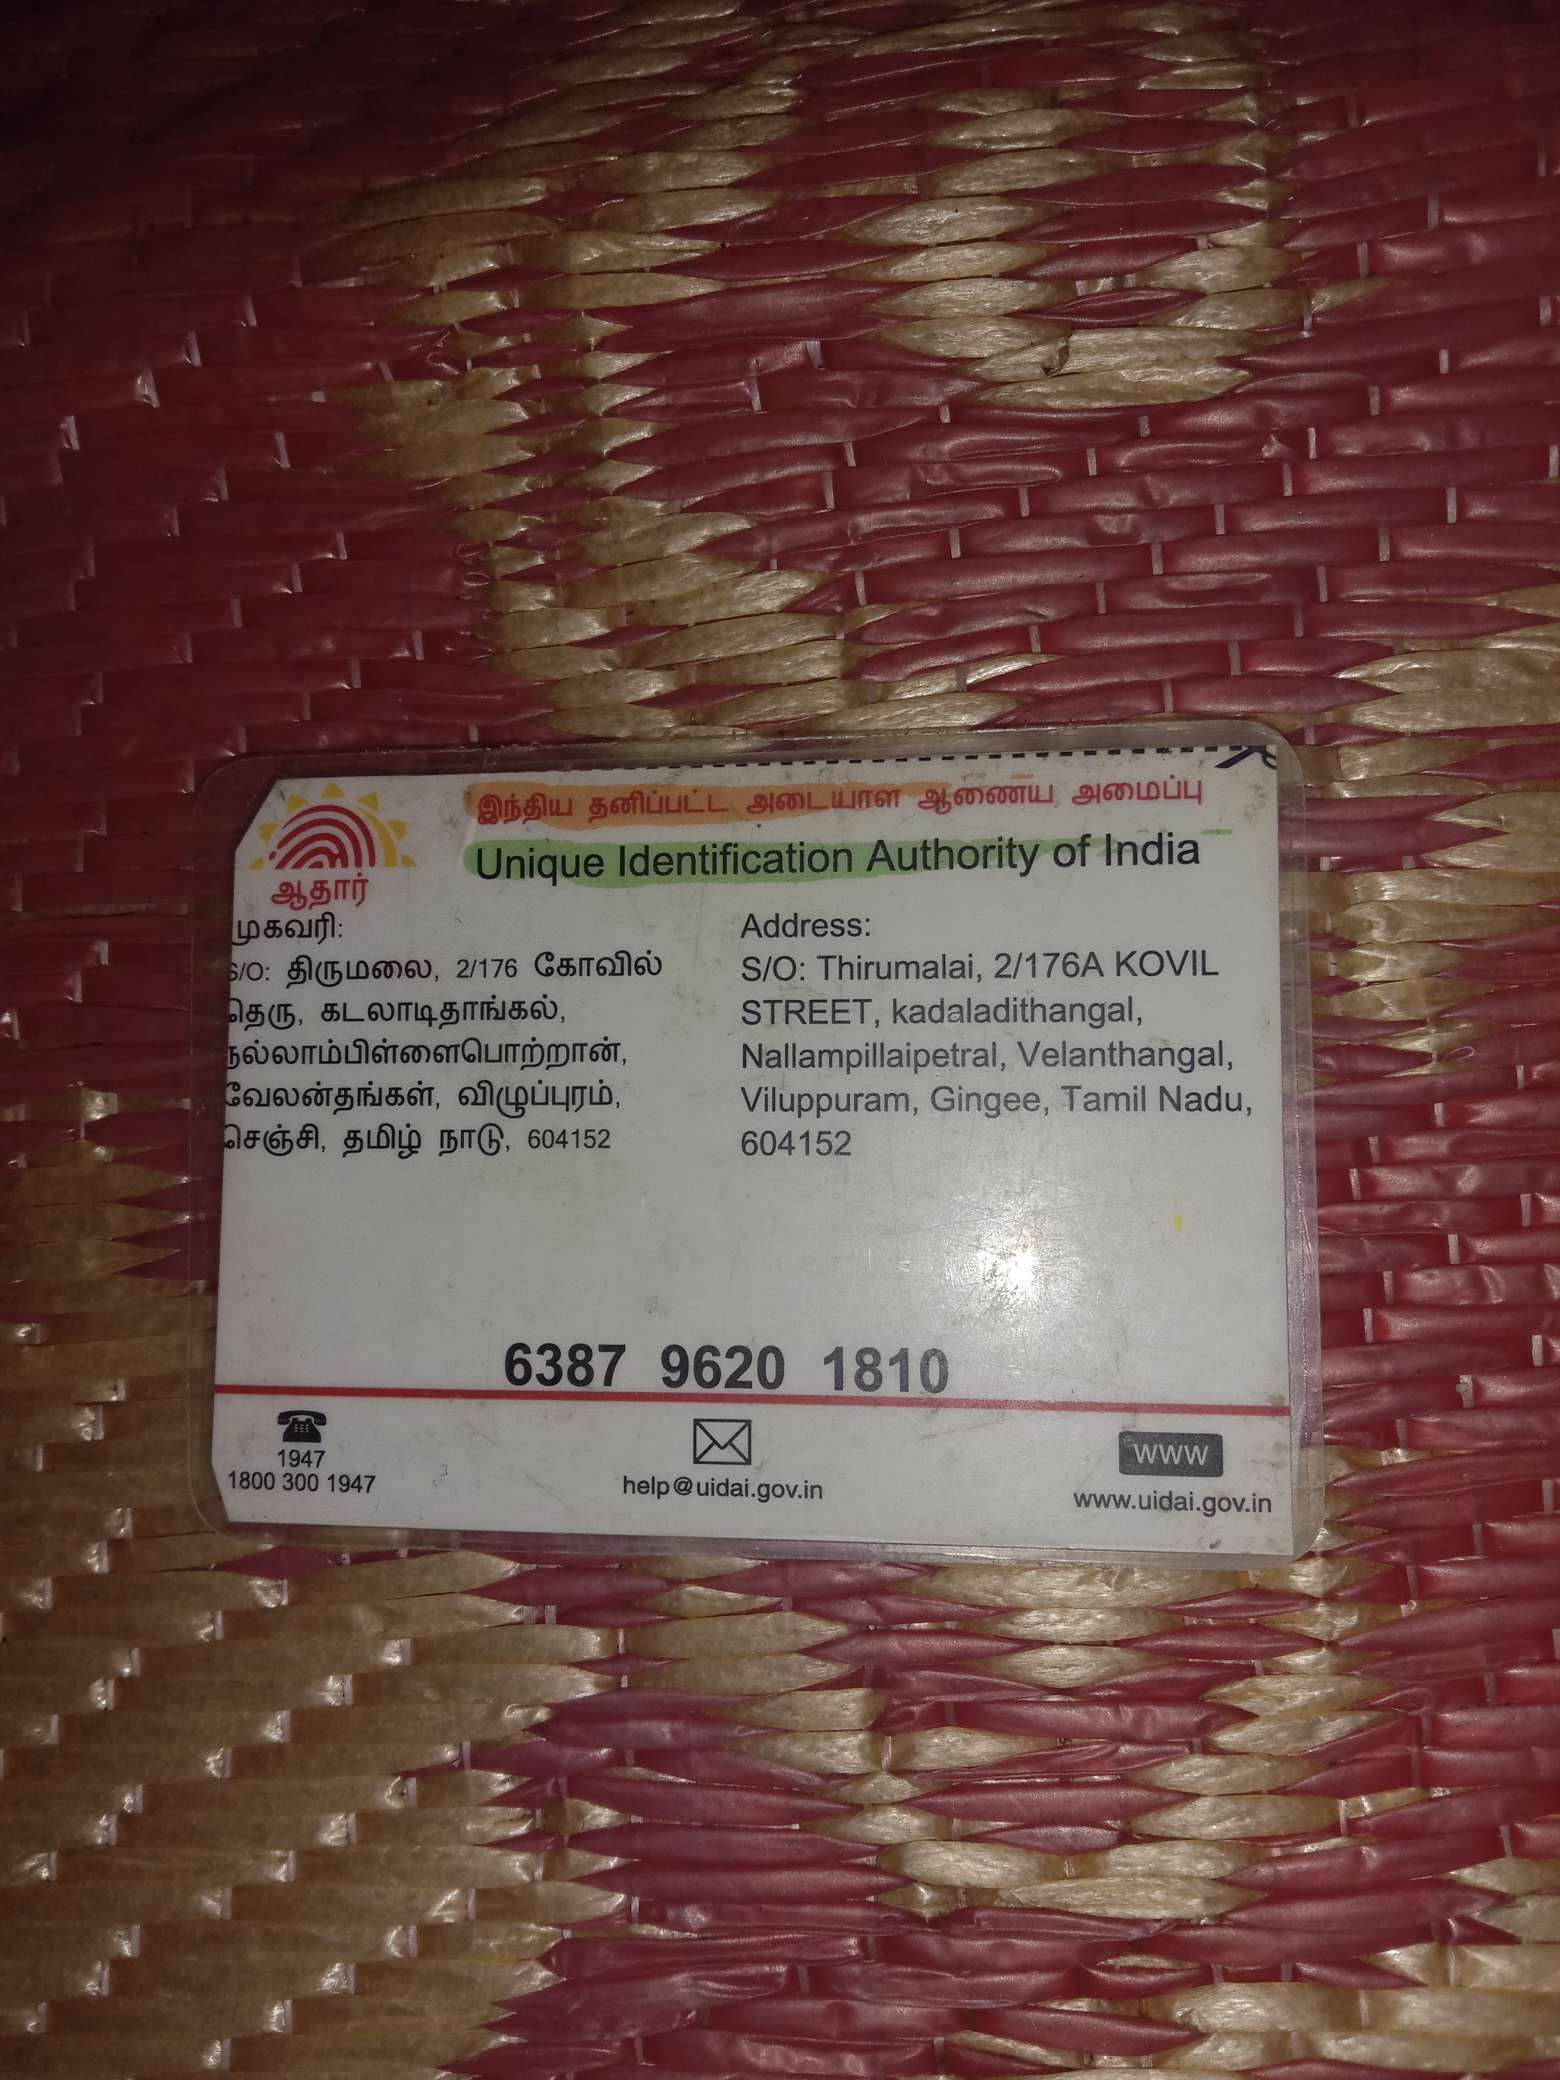 இந்திய தனிப்பட்ட அடையாள ஆணைய அமைப்பு
Unique Identification Authority of India
ஆதார்
முகவரி:
S/O: திருமலை, 2/176 கோவில்
தெரு, கடலாடிதாங்கல்,
நல்லாம்பிள்ளைபொற்றான்,
வேலன்தங்கள், விழுப்புரம்,
செஞ்சி, தமிழ் நாடு, 604152
Address:
S/O: Thirumalai, 2/176A KOVIL
STREET, kadaladithangal,
Nallampillaipetral, Velanthangal,
Viluppuram, Gingee, Tamil Nadu,
604152
6387 9620 1810
1947
1800 300 1947
help@uidai.gov.in
www
www.uidai.gov.in